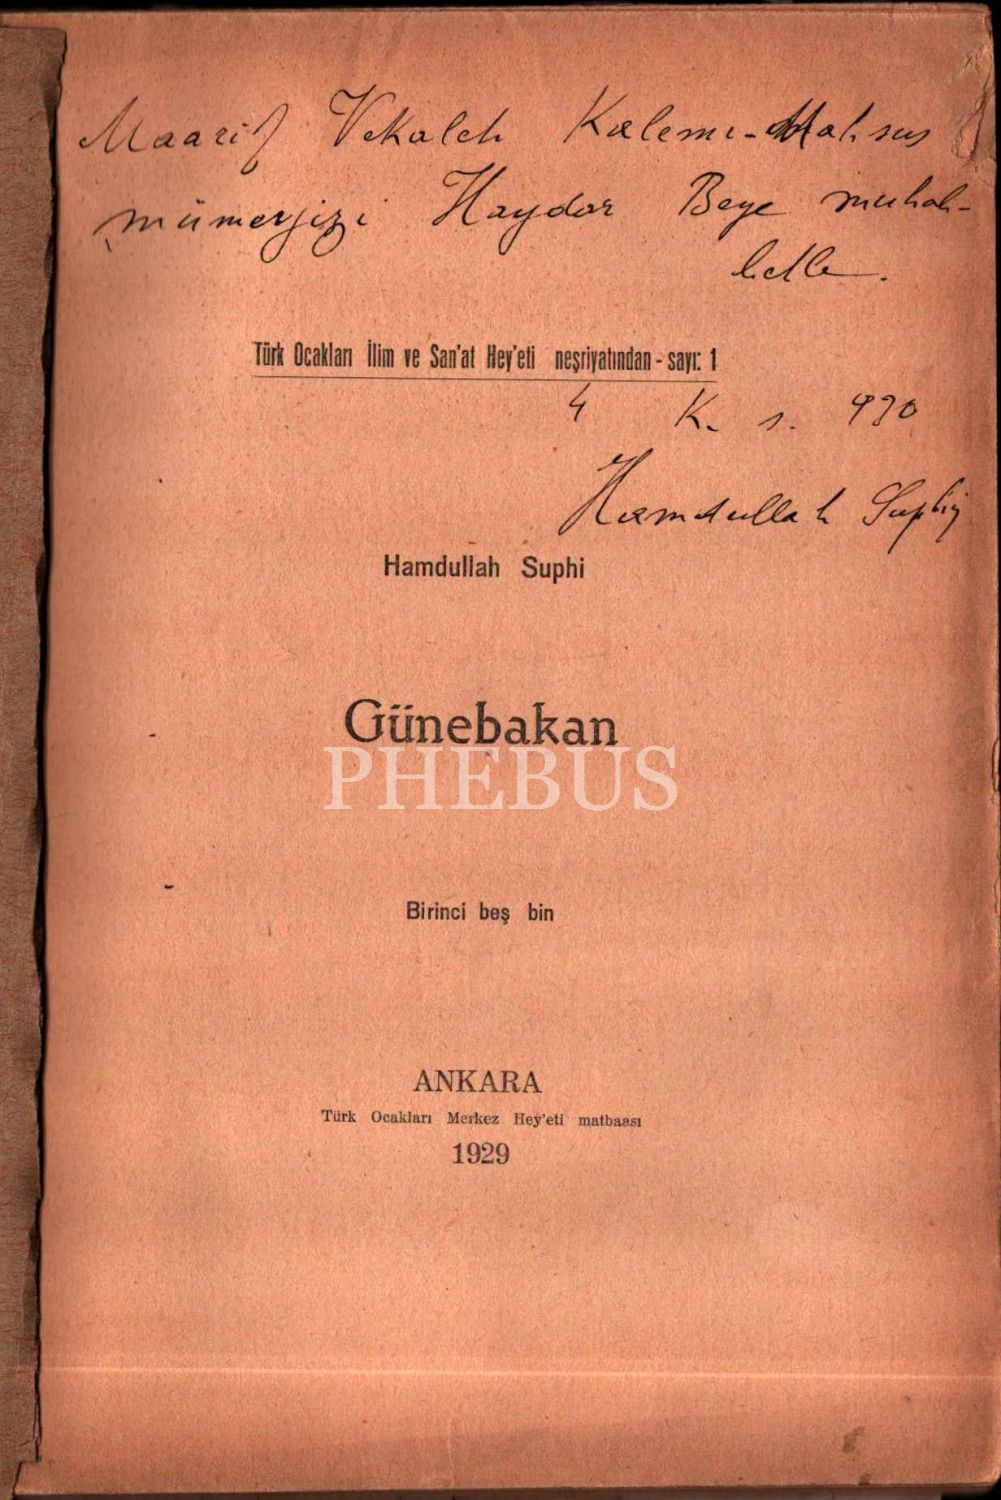 Maarif Vekaleti Kalemi-Mahsus
mümeyyizi Haydar Beye muhab-
betle.
Türk Ocakları İlim ve San'at Hey'eti neşriyatından - sayı: 1
4 K. s. 930
Hamdullah Suphi
Hamdullah Suphi
Günebakan
PHEBUS
Birinci beş bin
ANKARA
Türk Ocakları Merkez Hey'eti matbaası
1929